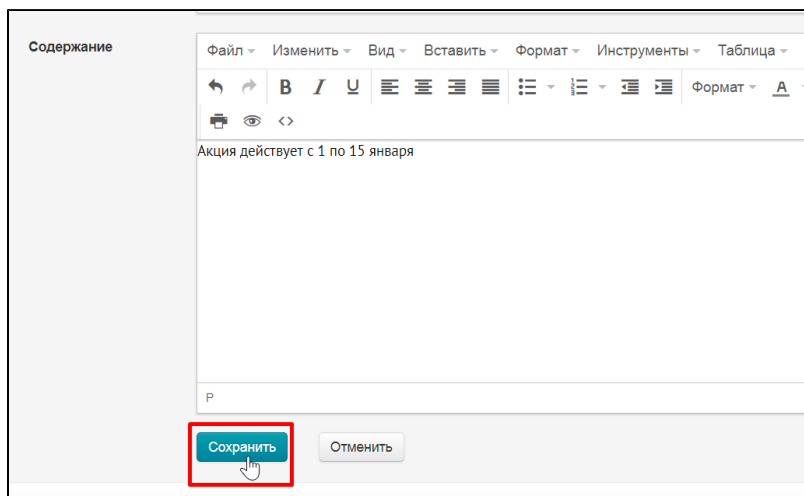 Содержание
Файл Изменить Вид Вставить Формат Инструменты Таблица
B I U Формат A
Акция действует с 1 по 15 января
P
Сохранить Отменить